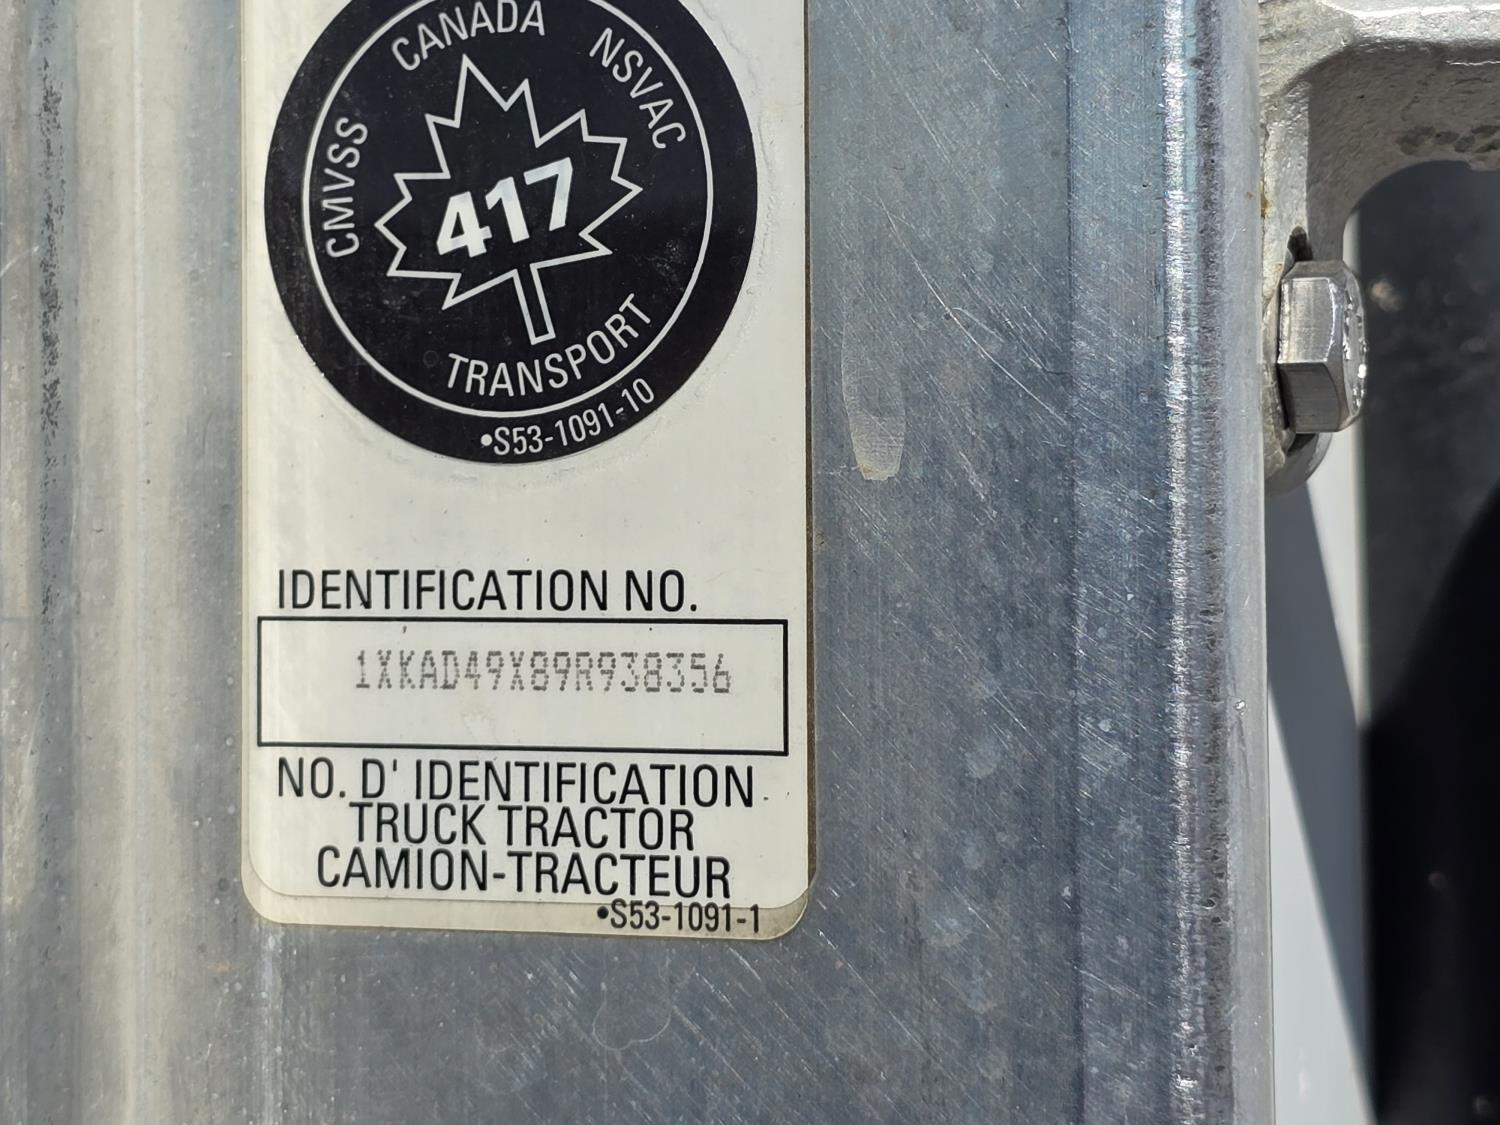 CANADA NSVAC
CMVSS
417
TRANSPORT
•S53-1091-10
IDENTIFICATION NO.
1XKAD49X89R938356
NO. D' IDENTIFICATION
TRUCK TRACTOR
CAMION-TRACTEUR
•S53-1091-1